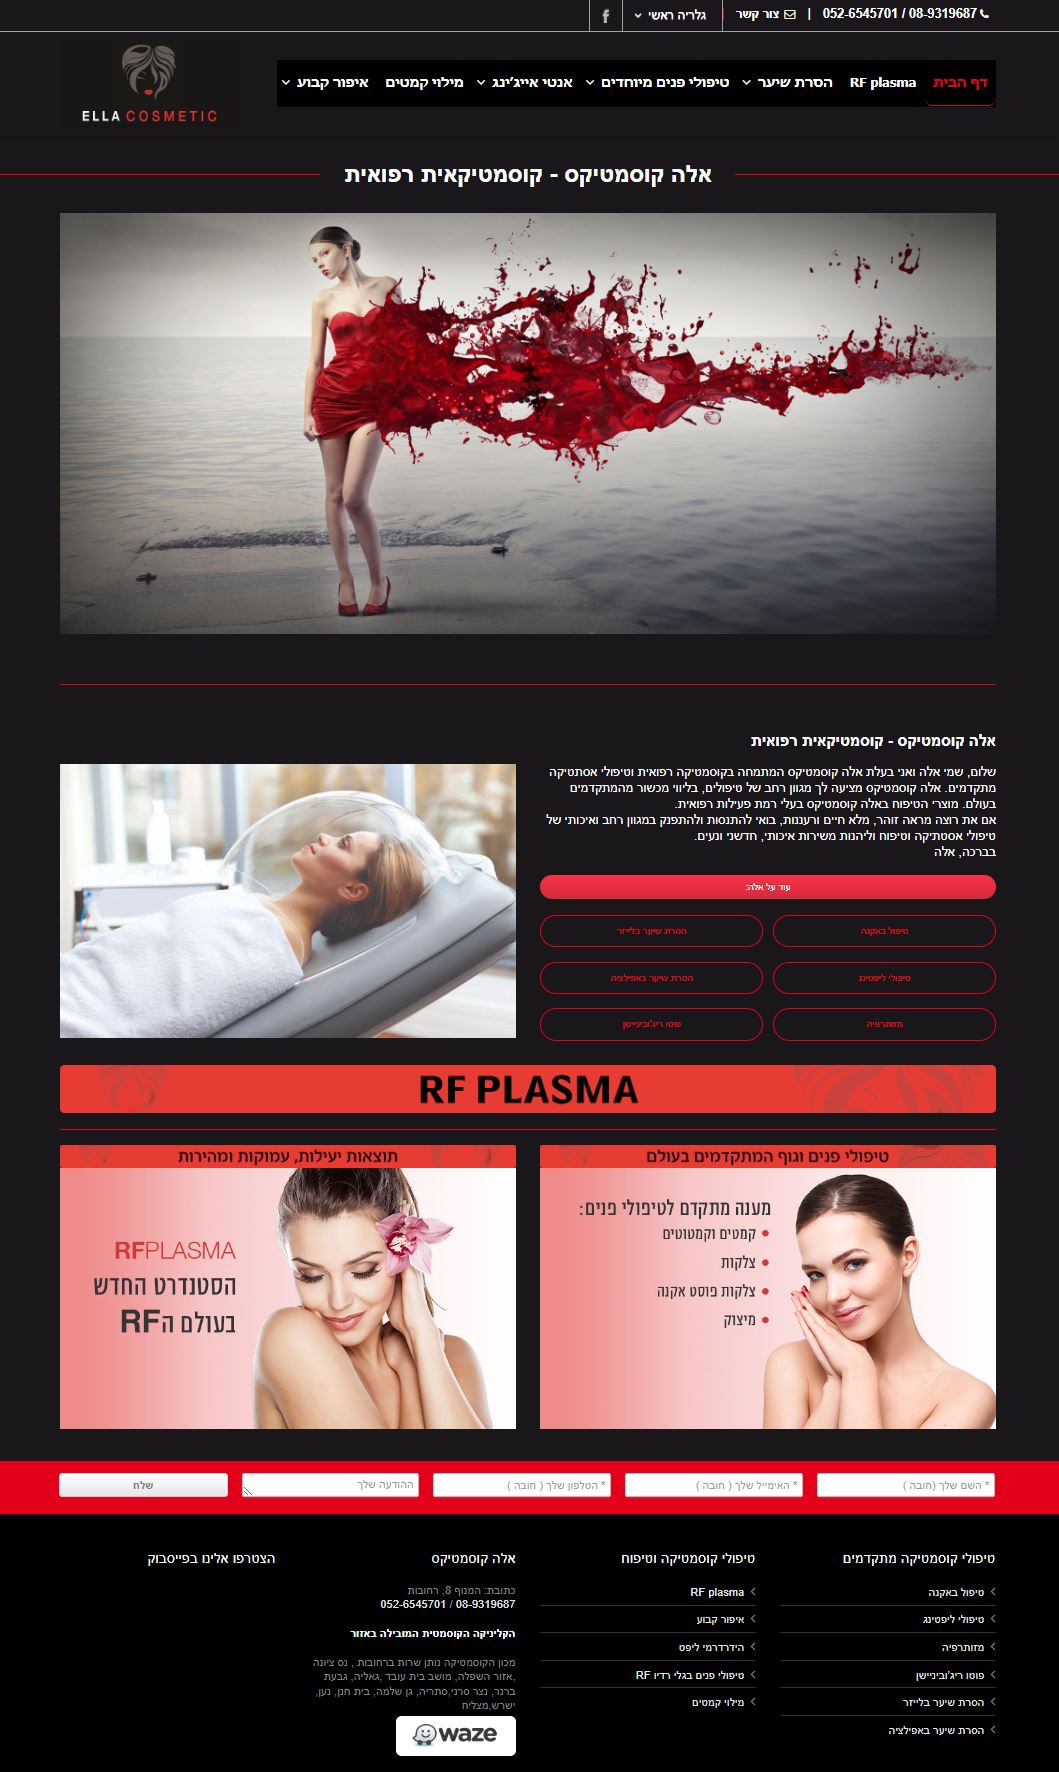 08-9319687 / 052-6545701 | צור קשר | גלריה ראשי
ELLA COSMETIC
דף הבית RF plasma הסרת שיער טיפולי פנים מיוחדים אנטי אייג'ינג מילוי קמטים איפור קבוע
אלה קוסמטיקס - קוסמטיקאית רפואית
אלה קוסמטיקס - קוסמטיקאית רפואית
שלום, שמי אלה ואני בעלת אלה קוסמטיקס המתמחה בקוסמטיקה רפואית וטיפולי אסתטיקה
מתקדמים. אלה קוסמטיקס מציעה לך מגוון רחב של טיפולים, בליווי מכשור מהמתקדמים
בעולם. מוצרי הטיפוח באלה קוסמטיקס בעלי רמת פעילות רפואית.
אם את רוצה מראה זוהר, מלא חיים ורעננות, בואי להתנסות ולהתפנק במגוון רחב ואיכותי של
טיפולי אסטתיקה וטיפוח וליהנות משירות איכותי, חדשני ונעים.
בברכה, אלה
עוד על אלה:
טיפול באקנה
הסרת שיער בלייזר
טיפולי ליפטינג
הסרת שיער באפילציה
מזותרפיה
פוטו ריג'ובינישן
RF PLASMA
טיפולי פנים וגוף המתקדמים בעולם
מענה מתקדם לטיפולי פנים:
• קמטים וקמטוטים
• צלקות
• צלקות פוסט אקנה
• מיצוק
תוצאות יעילות, עמוקות ומהירות
RFPLASMA
הסטנדרט החדש
בעולם הRF
* השם שלך (חובה )
* האימייל שלך ( חובה )
* הטלפון שלך ( חובה )
ההודעה שלך
שלח
טיפולי קוסמטיקה מתקדמים
טיפול באקנה
טיפולי ליפטינג
מזותרפיה
פוטו ריג'ובינישן
הסרת שיער בלייזר
הסרת שיער באפילציה
טיפולי קוסמטיקה וטיפוח
RF plasma
איפור קבוע
הידרדרמי ליפט
טיפולי פנים בגלי רדיו RF
מילוי קמטים
אלה קוסמטיקס
כתובת: המנוף 8, רחובות
08-9319687 / 052-6545701
הקליניקה הקוסמטית המובילה באזור
מכון הקוסמטיקה נותן שרות ברחובות , נס ציונה
,אזור השפלה, מושב בית עובד ,גאליה, גבעת
ברנר, נצר סרני,סתריה, גן שלמה, בית חנן, נען,
ישרש,מצליח
waze
הצטרפו אלינו בפייסבוק